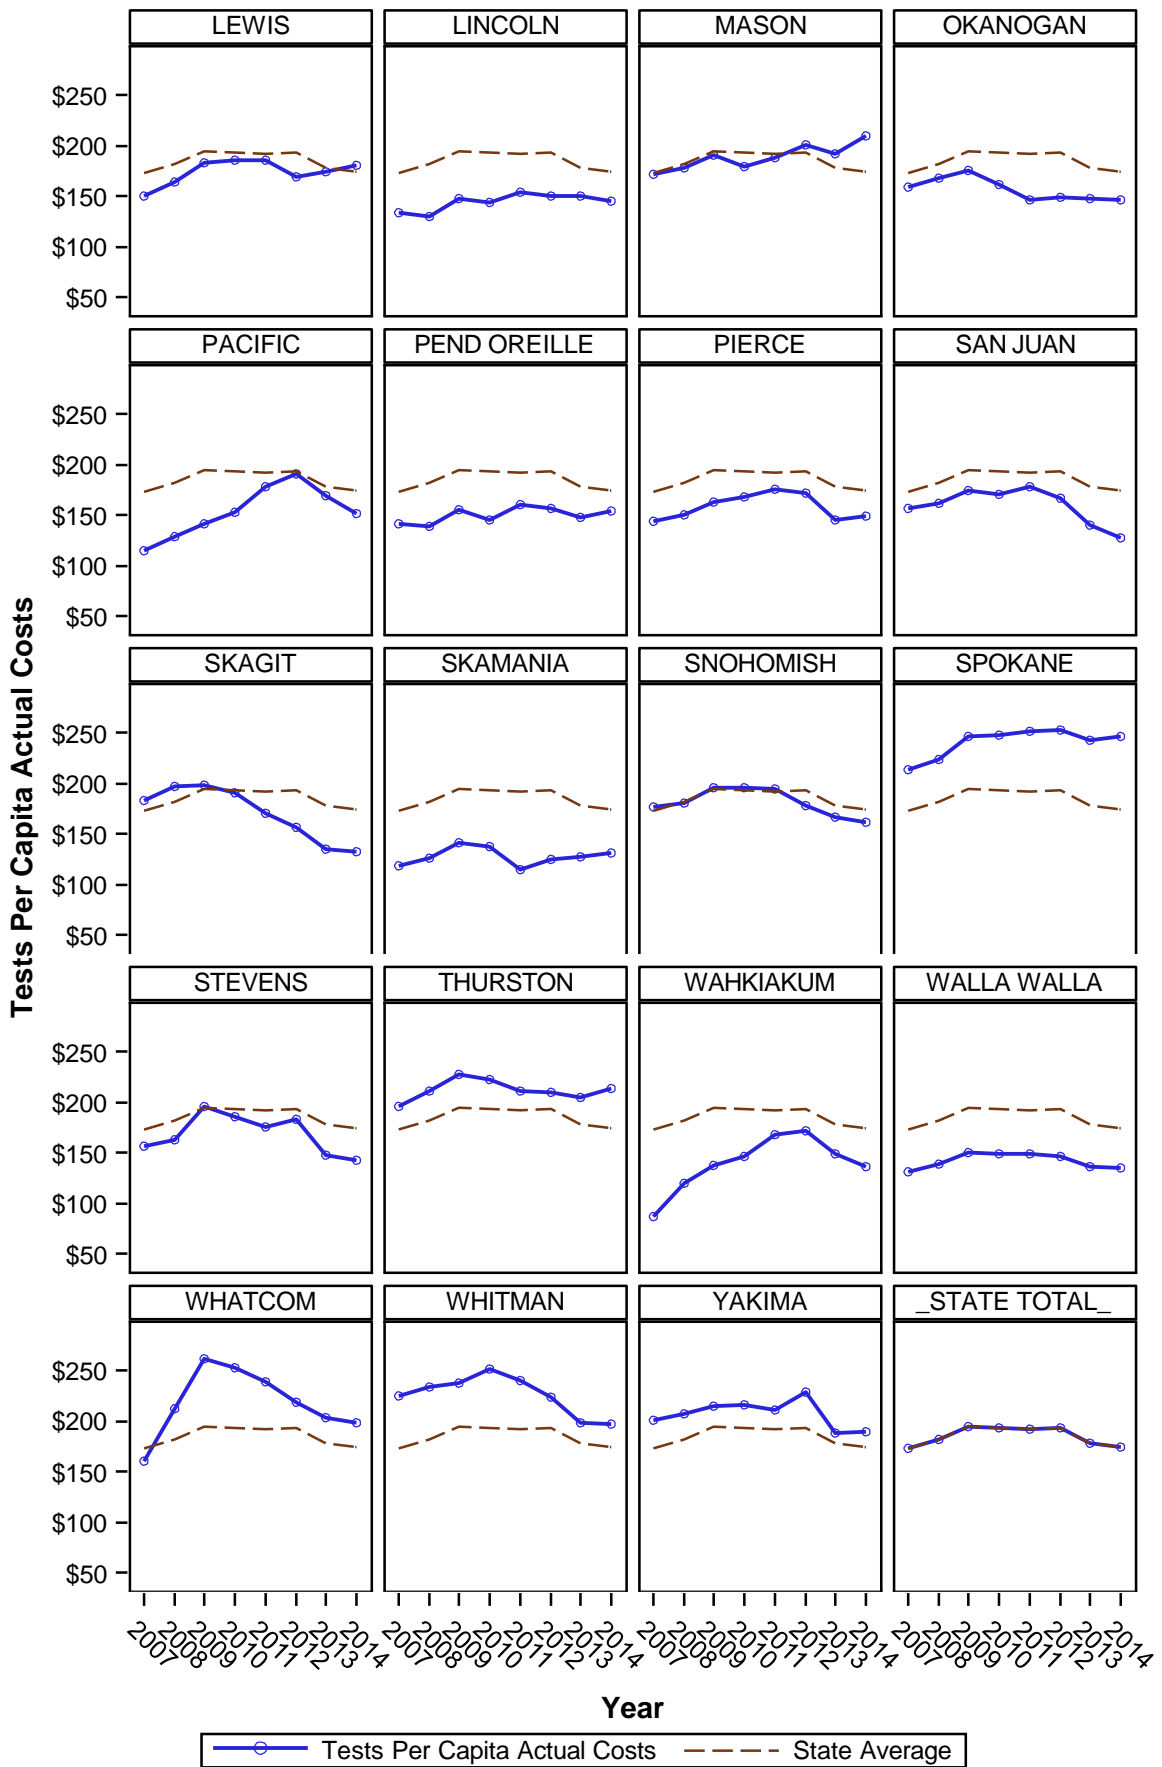 LEWIS LINCOLN MASON OKANOGAN
$250
$200
$150
$100
$50
PACIFIC PEND OREILLE PIERCE SAN JUAN
$250
$200
$150
$100
$50
SKAGIT SKAMANIA SNOHOMISH SPOKANE
$250
$200
$150
$100
$50
STEVENS THURSTON WAHKIAKUM WALLA WALLA
$250
$200
$150
$100
$50
WHATCOM WHITMAN YAKIMA _STATE TOTAL_
$250
$200
$150
$100
$50
Tests Per Capita Actual Costs
2007 2008 2009 2010 2011 2012 2013 2014 2007 2008 2009 2010 2011 2012 2013 2014 2007 2008 2009 2010 2011 2012 2013 2014 2007 2008 2009 2010 2011 2012 2013 2014
Year
Tests Per Capita Actual Costs State Average